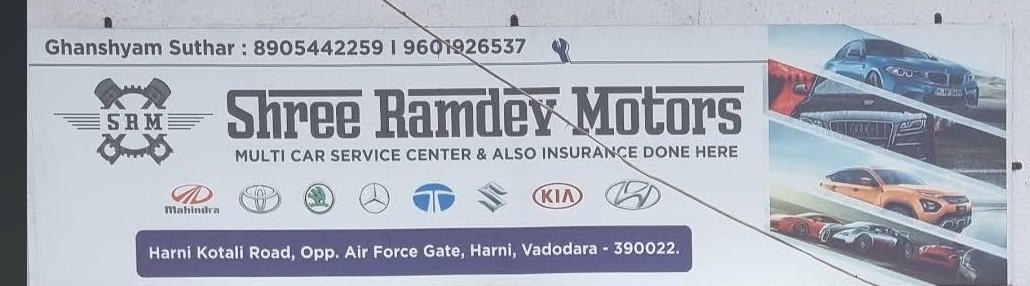 Ghanshyam Suthar : 8905442259 I 9601926537
SRM
Shree Ramdev Motors
MULTI CAR SERVICE CENTER & ALSO INSURANCE DONE HERE
Mahindra
KIA
Harni Kotali Road, Opp. Air Force Gate, Harni, Vadodara - 390022.